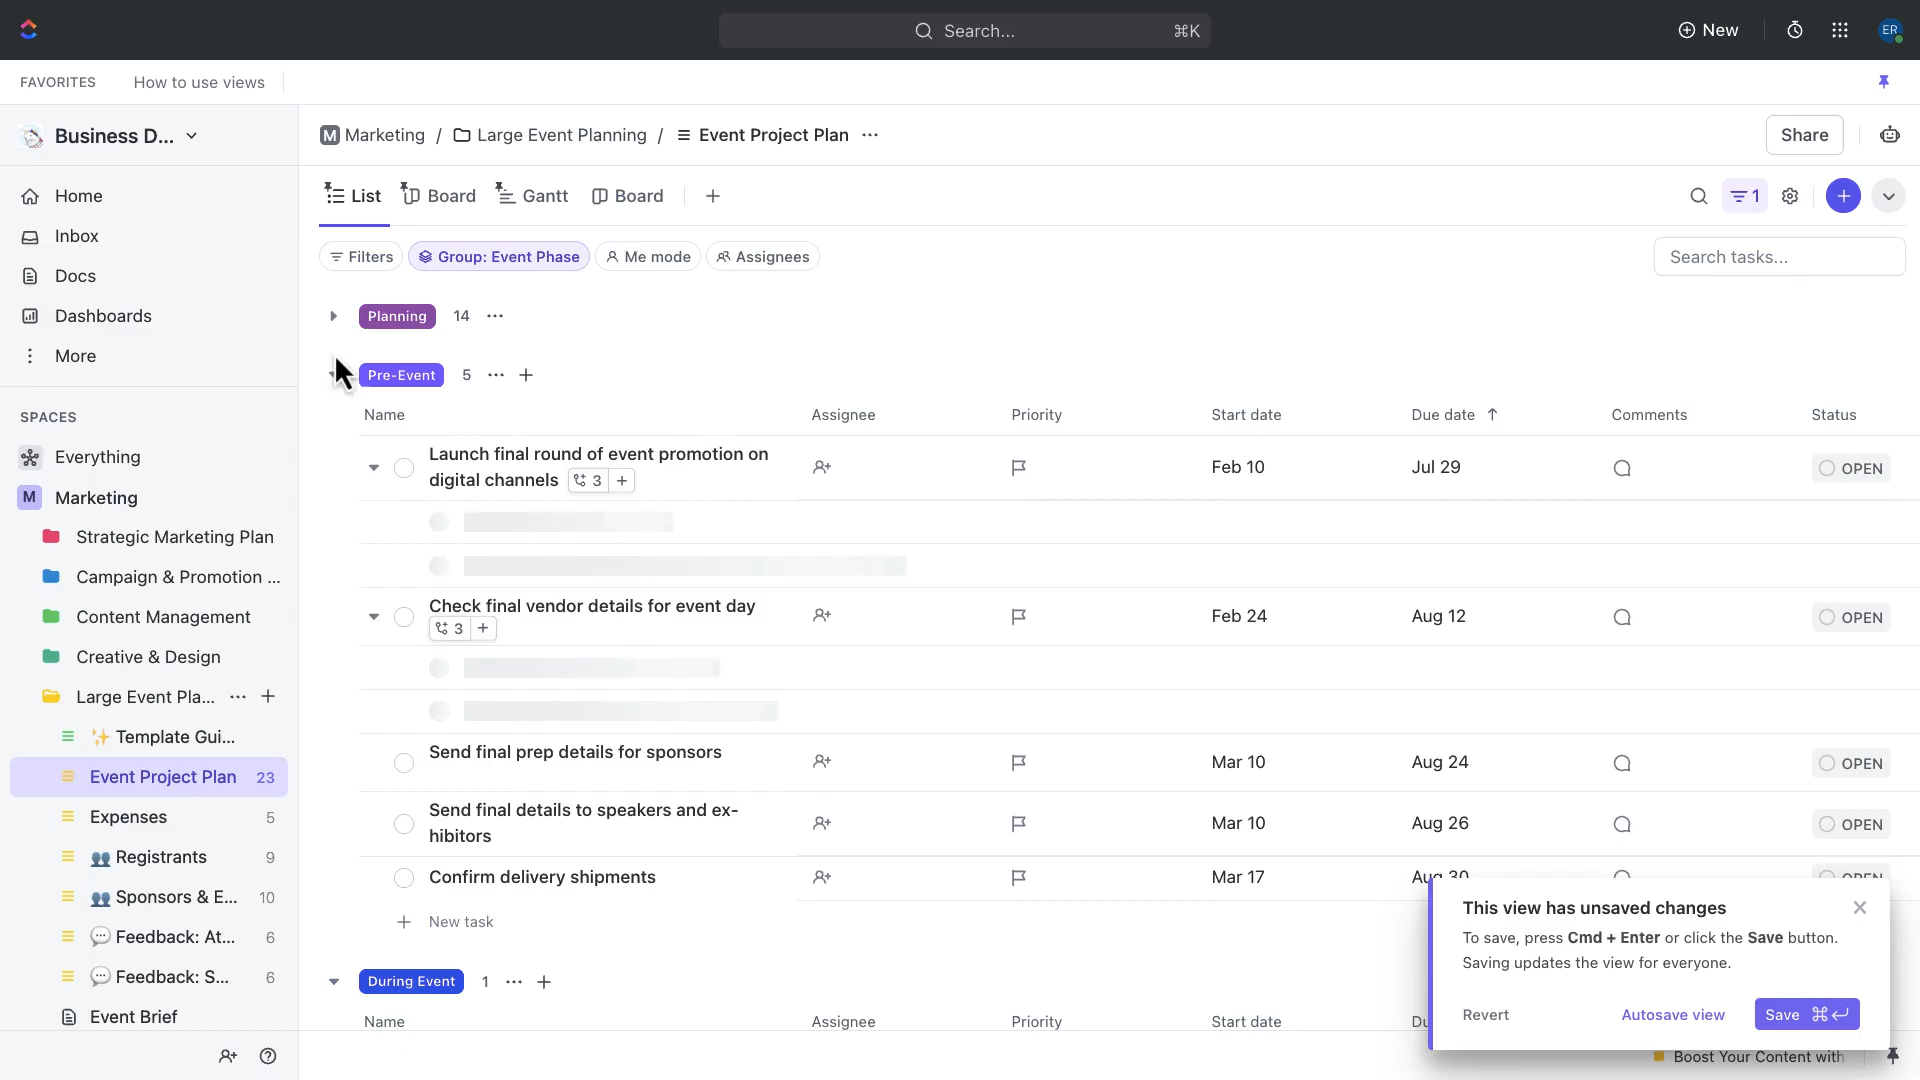 Search... ⌘K
New
ER
FAVORITES How to use views
Business D...
M Marketing / Large Event Planning / Event Project Plan ...
Share
Home
Inbox
Docs
Dashboards
More
SPACES
Everything
M Marketing
Strategic Marketing Plan
Campaign & Promotion ...
Content Management
Creative & Design
Large Event Pla... ... +
✨ Template Gui...
Event Project Plan 23
Expenses 5
👥 Registrants 9
👥 Sponsors & E... 10
💬 Feedback: At... 6
💬 Feedback: S... 6
Event Brief
List Board Gantt Board +
1
Filters Group: Event Phase Me mode Assignees
Search tasks...
Planning 14 ...
Pre-Event 5 ... +
Name Assignee Priority Start date Due date ↑ Comments Status
Launch final round of event promotion on
digital channels 3 + Feb 10 Jul 29 OPEN
Check final vendor details for event day
3 + Feb 24 Aug 12 OPEN
Send final prep details for sponsors Mar 10 Aug 24 OPEN
Send final details to speakers and ex-
hibitors Mar 10 Aug 26 OPEN
Confirm delivery shipments Mar 17 Aug 30 OPEN
+ New task
During Event 1 ... +
Name Assignee Priority Start date Du
This view has unsaved changes
To save, press Cmd + Enter or click the Save button.
Saving updates the view for everyone.
Revert Autosave view Save ⌘↵
Boost Your Content with